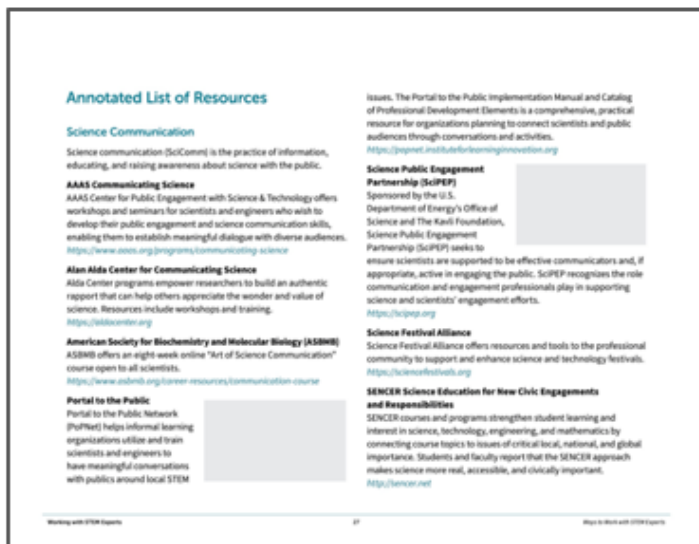 Annotated List of Resources
Science Communication
Science communication (SciComm) is the practice of information,
educating, and raising awareness about science with the public.
AAAS Communicating Science
AAAS Center for Public Engagement with Science & Technology offers
workshops and seminars for scientists and engineers who wish to
develop their public engagement and science communication skills,
enabling them to establish meaningful dialogue with diverse audiences.
https://www.aaas.org/programs/communicating-science
Alan Alda Center for Communicating Science
Alda Center programs empower researchers to build an authentic
rapport that can help others appreciate the wonder and value of
science. Resources include workshops and training.
https://aldacenter.org
American Society for Biochemistry and Molecular Biology (ASBMB)
ASBMB offers an eight-week online "Art of Science Communication"
course open to all scientists.
https://www.asbmb.org/career-resources/communication-course
Portal to the Public
Portal to the Public Network
(PoPNet) helps informal learning
organizations utilize and train
scientists and engineers to
have meaningful conversations
with publics around local STEM
issues. The Portal to the Public Implementation Manual and Catalog
of Professional Development Elements is a comprehensive, practical
resource for organizations planning to connect scientists and public
audiences through conversations and activities.
https://popnet.instituteforlearninginnovation.org
Science Public Engagement
Partnership (SciPEP)
Sponsored by the U.S.
Department of Energy's Office of
Science and The Kavli Foundation,
Science Public Engagement
Partnership (SciPEP) seeks to
ensure scientists are supported to be effective communicators and, if
appropriate, active in engaging the public. SciPEP recognizes the role
communication and engagement professionals play in supporting
science and scientists' engagement efforts.
https://scipep.org
Science Festival Alliance
Science Festival Alliance offers resources and tools to the professional
community to support and enhance science and technology festivals.
https://sciencefestivals.org
SENCER Science Education for New Civic Engagements
and Responsibilities
SENCER courses and programs strengthen student learning and
interest in science, technology, engineering, and mathematics by
connecting course topics to issues of critical local, national, and global
importance. Students and faculty report that the SENCER approach
makes science more real, accessible, and civically important.
http://sencer.net
Working with STEM Experts
27
Ways to Work with STEM Experts